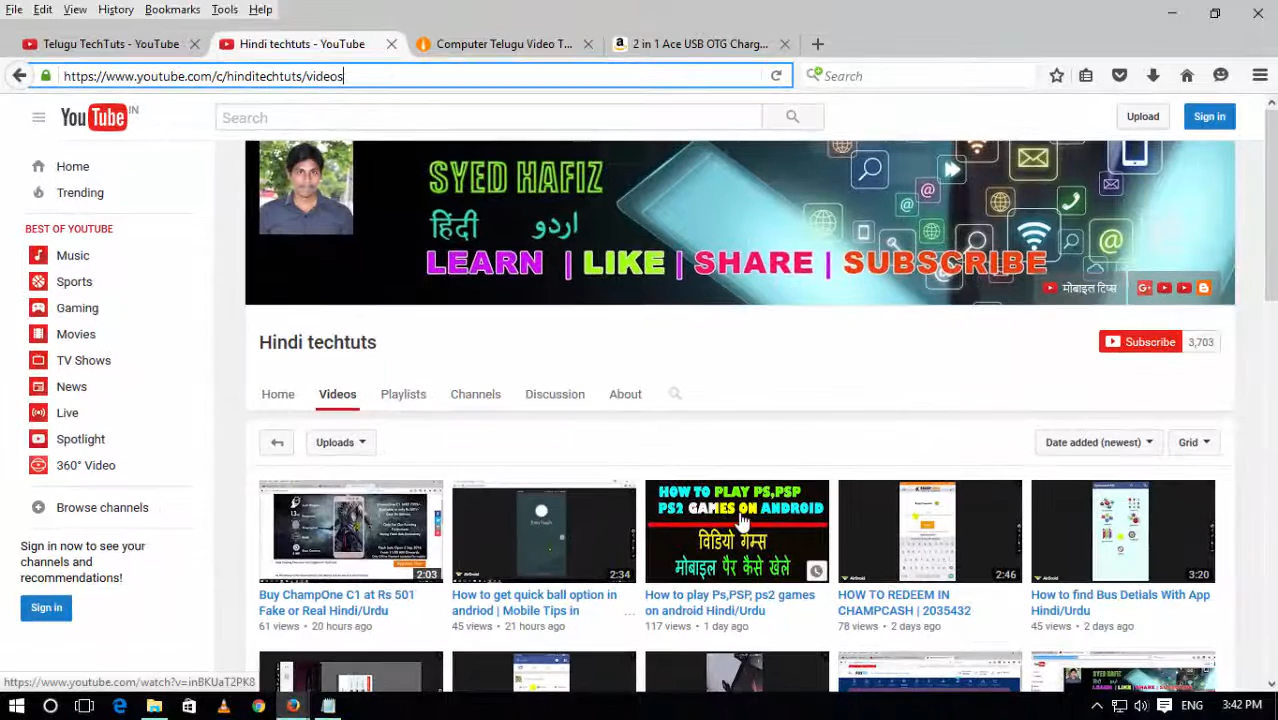 File Edit View History Bookmarks Tools Help
Telugu TechTuts - YouTube × Hindi techtuts - YouTube × Computer Telugu Video T... × 2 in 1 Ace USB OTG Charg... × +
https://www.youtube.com/c/hinditechtuts/videos Search
YouTube IN Search Upload Sign in
Home
Trending
BEST OF YOUTUBE
Music
Sports
Gaming
Movies
TV Shows
News
Live
Spotlight
360° Video
Browse channels
Sign in now to see your
channels and
recommendations!
Sign in
SYED HAFIZ
हिंदी اردو
LEARN | LIKE | SHARE | SUBSCRIBE
मोबाइल टिप्स
Hindi techtuts Subscribe 3,703
Home Videos Playlists Channels Discussion About
Uploads Date added (newest) Grid
HOW TO PLAY PS,PSP
PS2 GAMES ON ANDROID
विडियो गेम्स
मोबाइल पैर कैसे खेले
2:03 2:34 2:46 3:20
Buy ChampOne C1 at Rs 501
Fake or Real Hindi/Urdu
61 views • 20 hours ago
How to get quick ball option in
andriod | Mobile Tips in ...
45 views • 21 hours ago
How to play Ps,PSP, ps2 games
on android Hindi/Urdu
117 views • 1 day ago
HOW TO REDEEM IN
CHAMPCASH | 2035432
78 views • 2 days ago
How to find Bus Detials With App
Hindi/Urdu
45 views • 2 days ago
SYED HAFIZ
https://www.youtube.com/watch?v=inBKUaT2PK8
ENG 3:42 PM